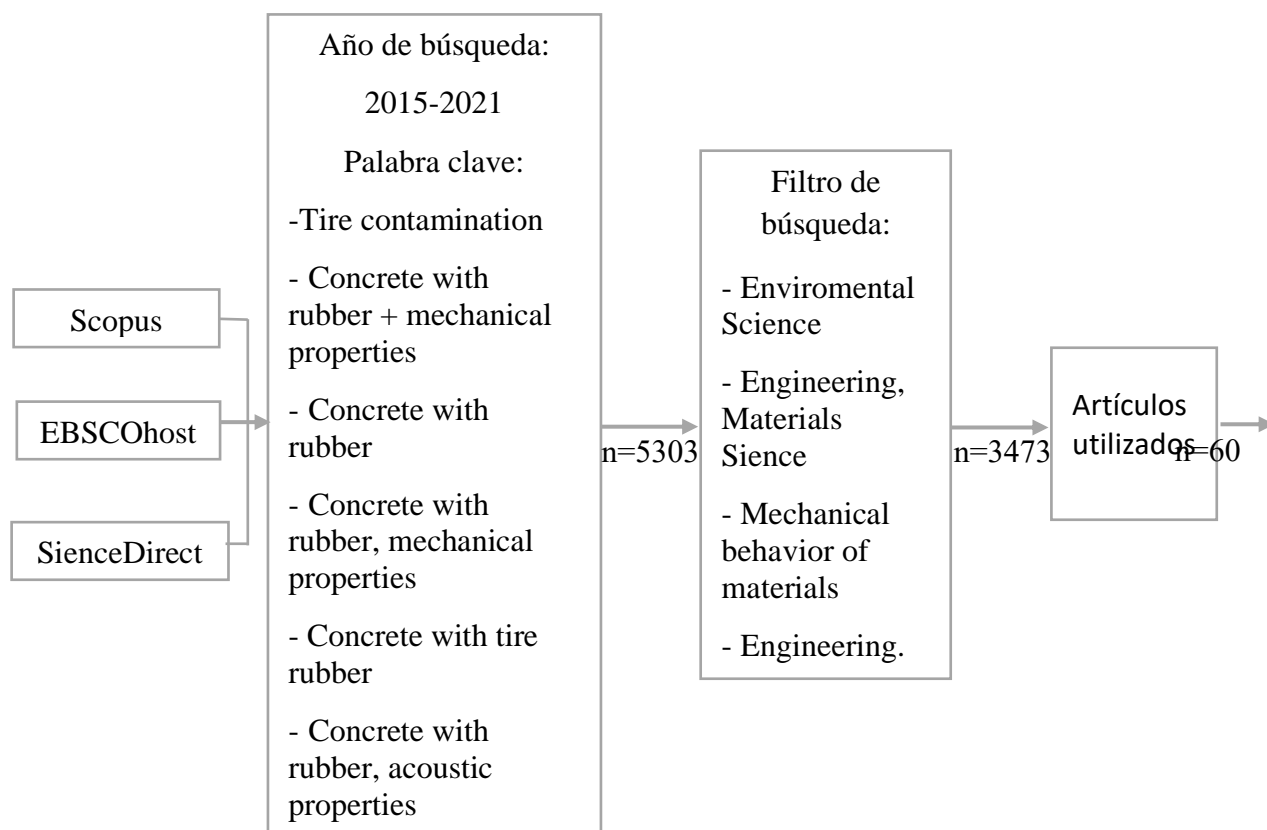 Scopus
EBSCOhost
SienceDirect
Año de búsqueda:
2015-2021
Palabra clave:
-Tire contamination
- Concrete with
rubber + mechanical
properties
- Concrete with
rubber
- Concrete with
rubber, mechanical
properties
- Concrete with tire
rubber
- Concrete with
rubber, acoustic
properties
n=5303
Filtro de
búsqueda:
- Enviromental
Science
- Engineering,
Materials
Sience
- Mechanical
behavior of
materials
- Engineering.
n=3473
Artículos
utilizados
n=60